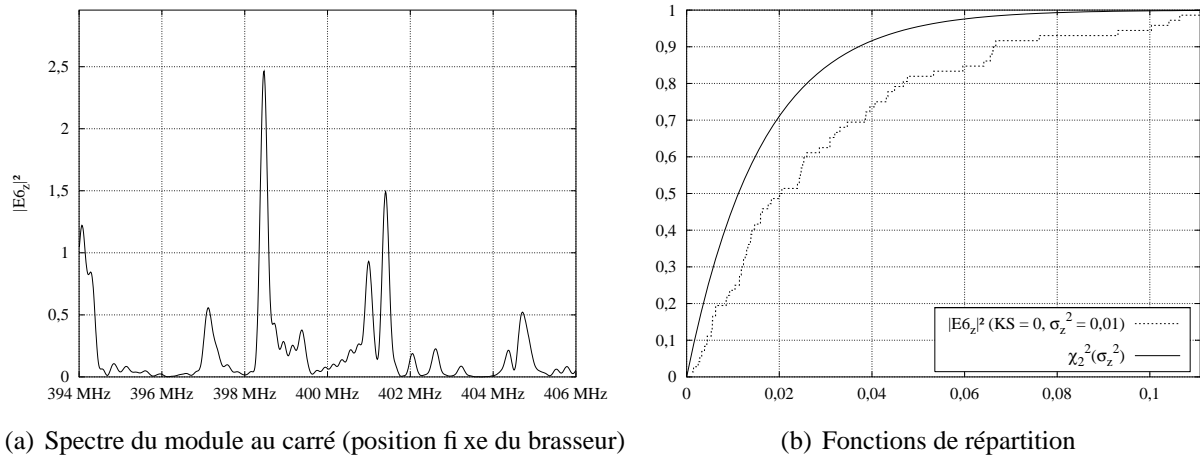 |E6z|²
2,5
2
1,5
1
0,5
0
394 MHz 396 MHz 398 MHz 400 MHz 402 MHz 404 MHz 406 MHz
(a) Spectre du module au carré (position fi xe du brasseur)
1
0,9
0,8
0,7
0,6
0,5
0,4
0,3
0,2
0,1
0
0 0,02 0,04 0,06 0,08 0,1
|E6z|² (KS = 0, σz² = 0,01)
χ2²(σz²)
(b) Fonctions de répartition